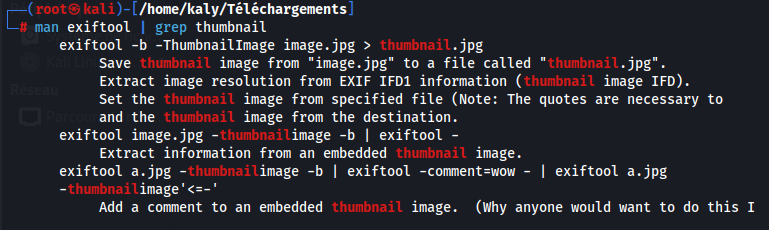 (root㉿kali)-[/home/kaly/Téléchargements]
# man exiftool | grep thumbnail
exiftool -b -ThumbnailImage image.jpg > thumbnail.jpg
Save thumbnail image from "image.jpg" to a file called "thumbnail.jpg".
Extract image resolution from EXIF IFD1 information (thumbnail image IFD).
Set the thumbnail image from specified file (Note: The quotes are necessary to
and the thumbnail image from the destination.
exiftool image.jpg -thumbnailimage -b | exiftool -
Extract information from an embedded thumbnail image.
exiftool a.jpg -thumbnailimage -b | exiftool -comment=wow - | exiftool a.jpg
-thumbnailimage'<=-'
Add a comment to an embedded thumbnail image.  (Why anyone would want to do this I